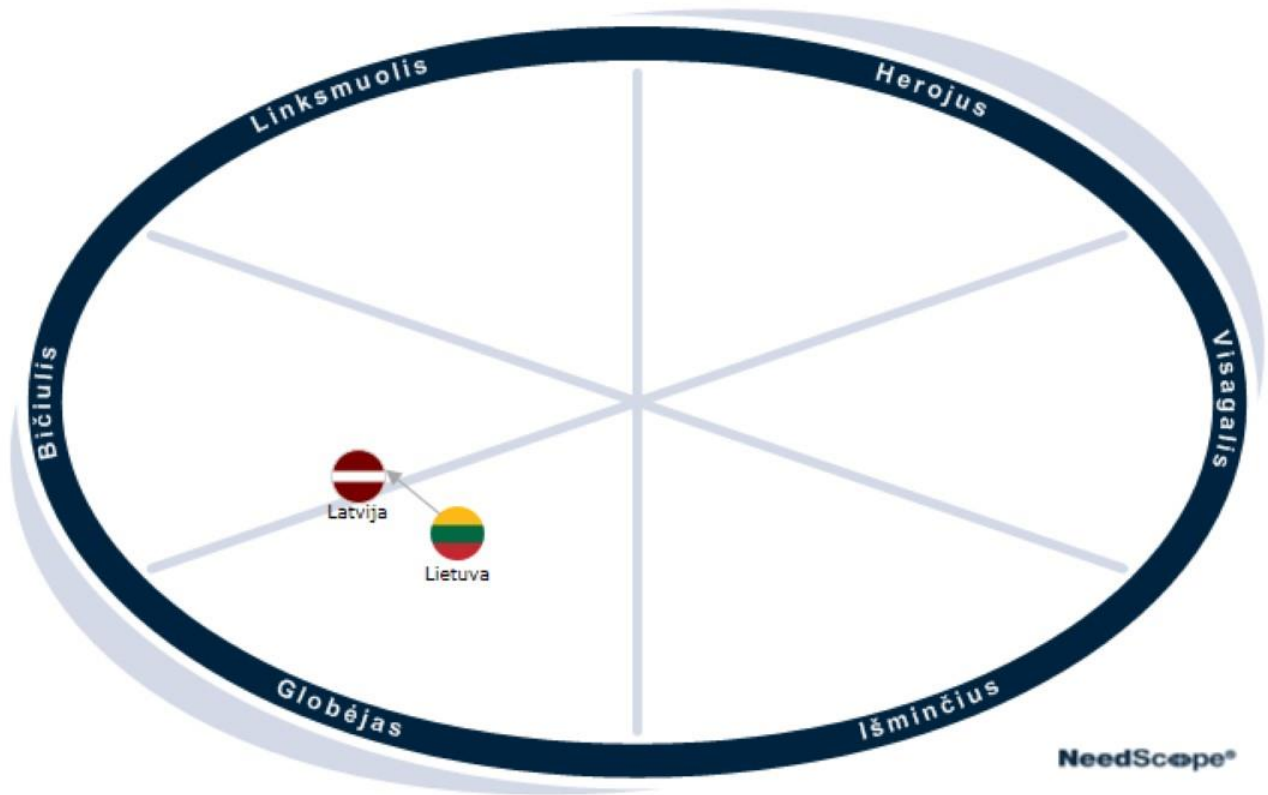 Linksmuolis
Herojus
Bičiulis
Visagalis
Latvija
Lietuva
Globėjas
Išminčius
NeedScope®